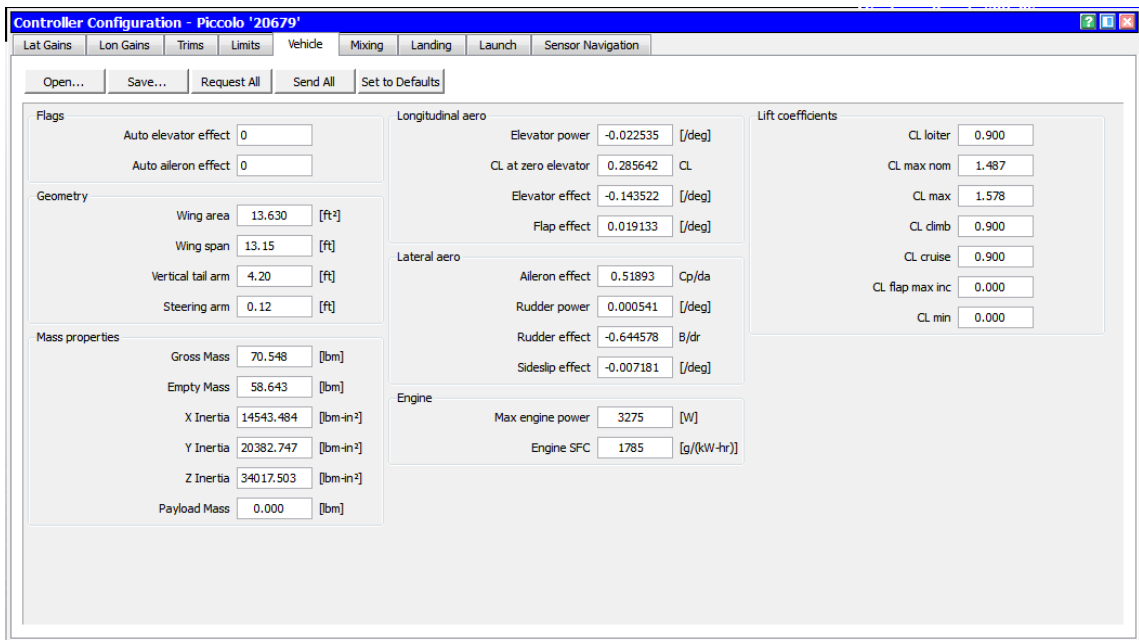 Controller Configuration - Piccolo '20679'
Lat Gains Lon Gains Trims Limits Vehicle Mixing Landing Launch Sensor Navigation
Open... Save... Request All Send All Set to Defaults
Flags
Auto elevator effect 0
Auto aileron effect 0
Geometry
Wing area 13.630 [ft²]
Wing span 13.15 [ft]
Vertical tail arm 4.20 [ft]
Steering arm 0.12 [ft]
Mass properties
Gross Mass 70.548 [lbm]
Empty Mass 58.643 [lbm]
X Inertia 14543.484 [lbm-in²]
Y Inertia 20382.747 [lbm-in²]
Z Inertia 34017.503 [lbm-in²]
Payload Mass 0.000 [lbm]
Longitudinal aero
Elevator power -0.022535 [/deg]
CL at zero elevator 0.285642 CL
Elevator effect -0.143522 [/deg]
Flap effect 0.019133 [/deg]
Lateral aero
Aileron effect 0.51893 Cp/da
Rudder power 0.000541 [/deg]
Rudder effect -0.644578 B/dr
Sideslip effect -0.007181 [/deg]
Engine
Max engine power 3275 [W]
Engine SFC 1785 [g/(kW-hr)]
Lift coefficients
CL loiter 0.900
CL max nom 1.487
CL max 1.578
CL climb 0.900
CL cruise 0.900
CL flap max inc 0.000
CL min 0.000